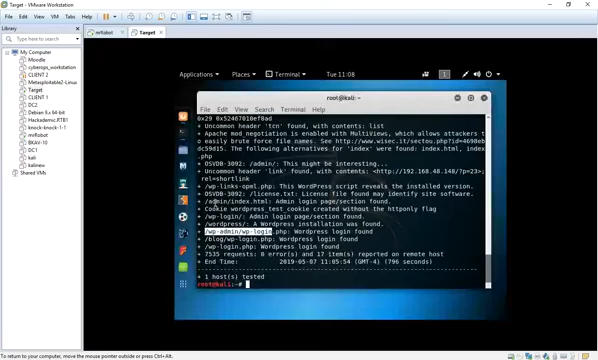 Target - VMware Workstation
File Edit View VM Tabs Help
Library
Type here to search
My Computer
Moodle
cyberops_workstation
CLIENT 2
Metasploitable2-Linux
Target
CLIENT 1
DC2
Debian 9.x 64-bit
Hackademic.RTB1
knock-knock-1-1
mRobot
BKAV-10
DC1
kali
kalinew
Shared VMs
mRobot
Target
Applications Places Terminal Tue 11:08 1
root@kali: ~
File Edit View Search Terminal Help
0x29 0x52467010ef8ad
+ Uncommon header 'tcn' found, with contents: list
+ Apache mod_negotiation is enabled with MultiViews, which allows attackers t
o easily brute force file names. See http://www.wisec.it/sectou.php?id=4698eb
dc59d15. The following alternatives for 'index' were found: index.html, index
.php
+ OSVDB-3092: /admin/: This might be interesting...
+ Uncommon header 'link' found, with contents: <http://192.168.48.148/?p=23>;
rel=shortlink
+ /wp-links-opml.php: This WordPress script reveals the installed version.
+ OSVDB-3092: /license.txt: License file found may identify site software.
+ /admin/index.html: Admin login page/section found.
+ Cookie wordpress_test_cookie created without the httponly flag
+ /wp-login/: Admin login page/section found.
+ /wordpress/: A Wordpress installation was found.
+ /wp-admin/wp-login.php: Wordpress login found
+ /blog/wp-login.php: Wordpress login found
+ /wp-login.php: Wordpress login found
+ 7535 requests: 0 error(s) and 17 item(s) reported on remote host
+ End Time: 2019-05-07 11:05:54 (GMT-4) (796 seconds)
---------------------------------------------------------------------------
+ 1 host(s) tested
root@kali:~#
To return to your computer, move the mouse pointer outside or press Ctrl+Alt.